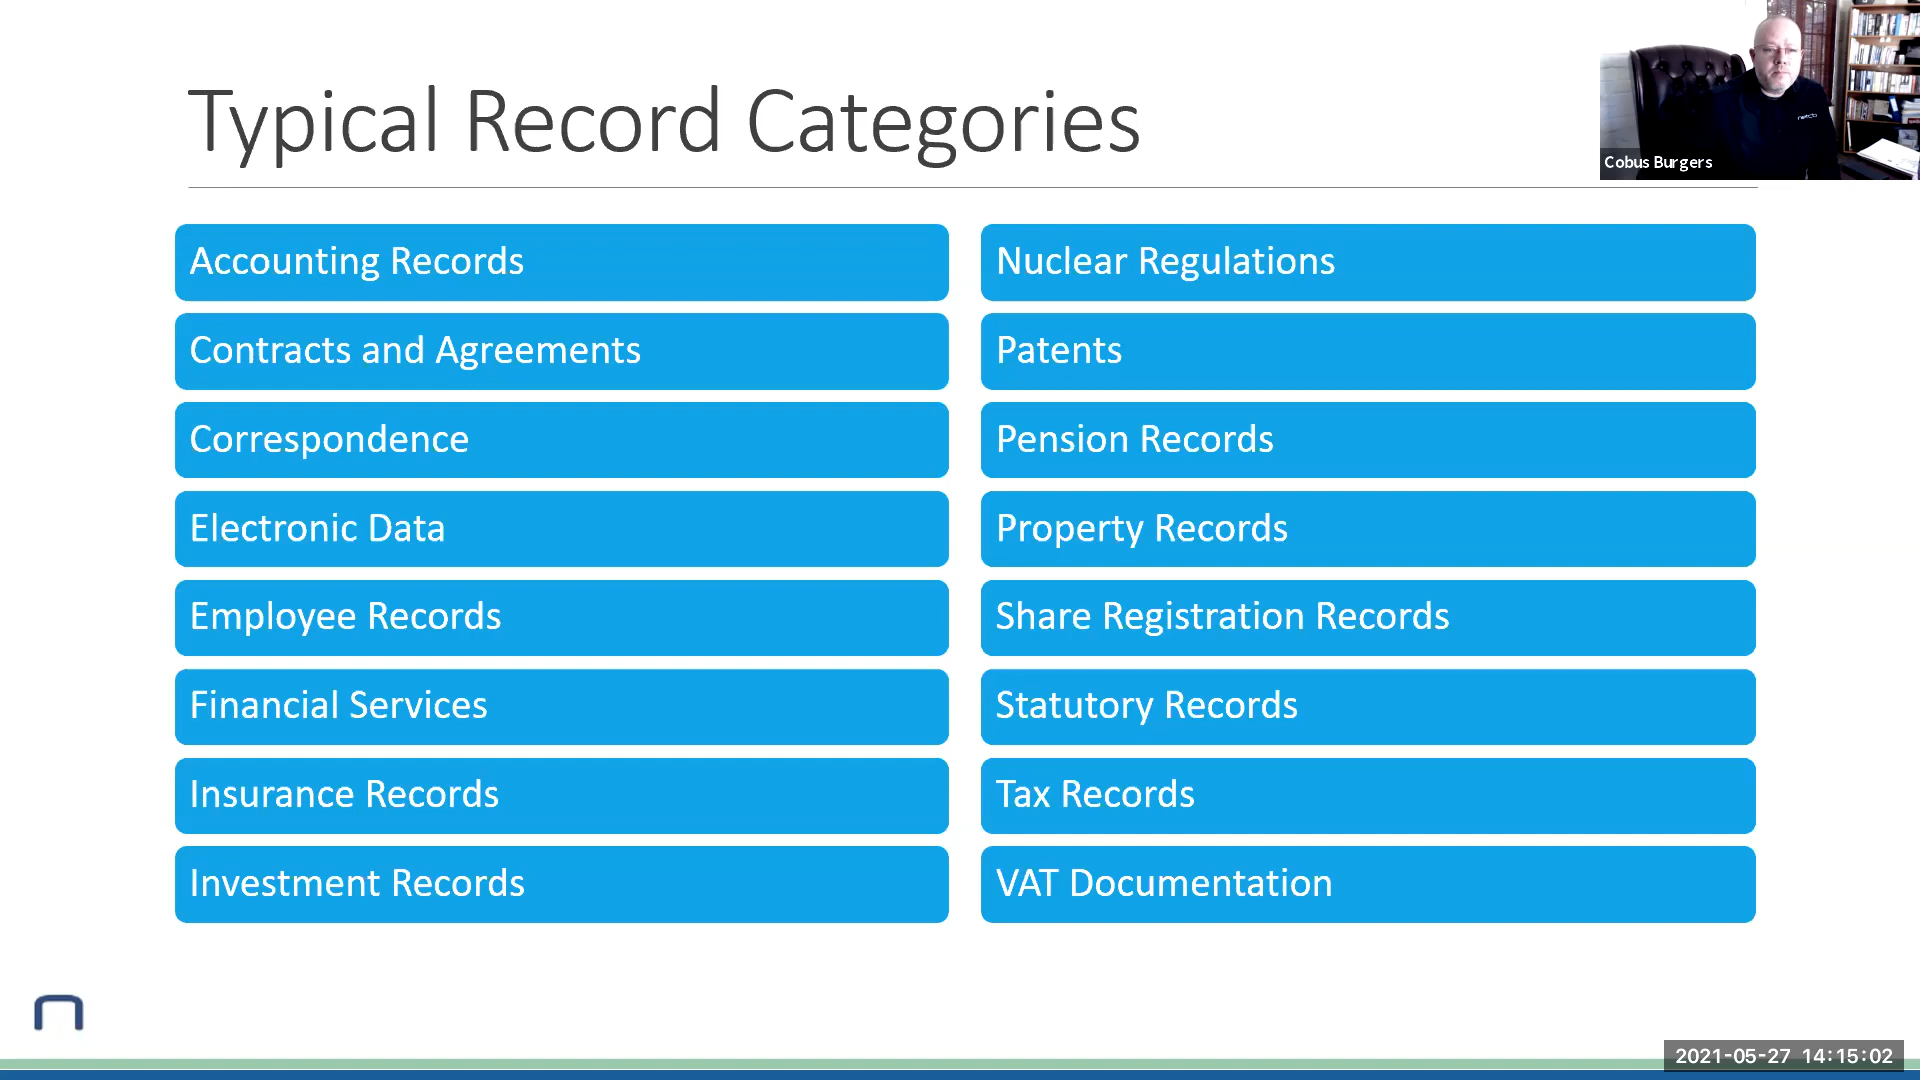 Typical Record Categories
Cobus Burgers
Accounting Records
Contracts and Agreements
Correspondence
Electronic Data
Employee Records
Financial Services
Insurance Records
Investment Records
Nuclear Regulations
Patents
Pension Records
Property Records
Share Registration Records
Statutory Records
Tax Records
VAT Documentation
2021-05-27 14:15:02